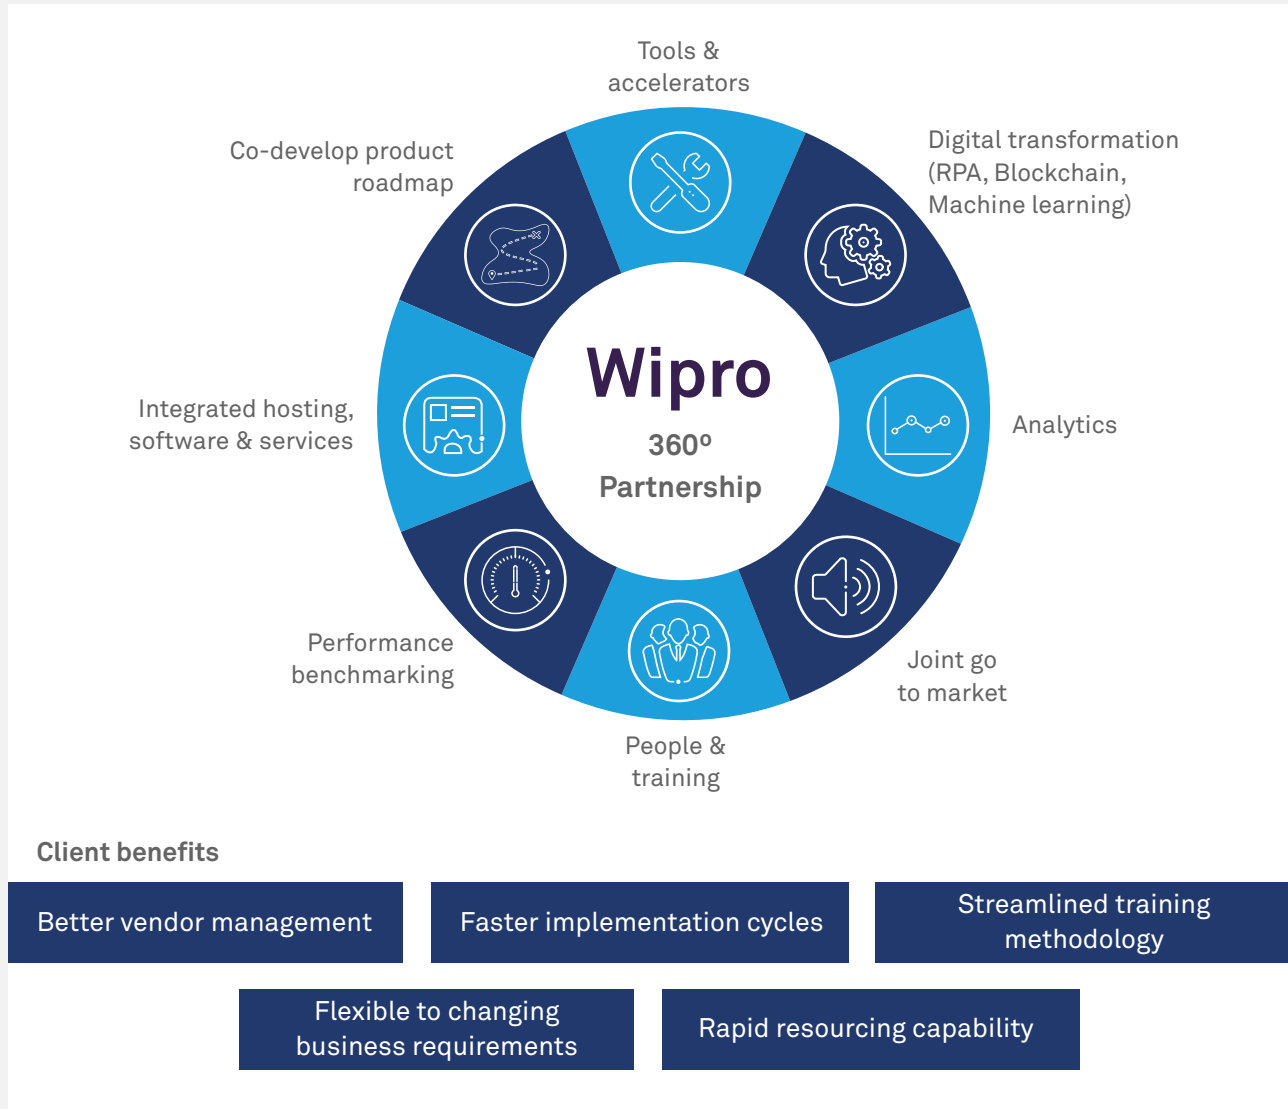 Tools &
accelerators
Digital transformation
(RPA, Blockchain,
Machine learning)
Co-develop product
roadmap
Wipro
360º
Partnership
Integrated hosting,
software & services
Analytics
Performance
benchmarking
Joint go
to market
People &
training
Client benefits
Better vendor management
Faster implementation cycles
Streamlined training
methodology
Flexible to changing
business requirements
Rapid resourcing capability